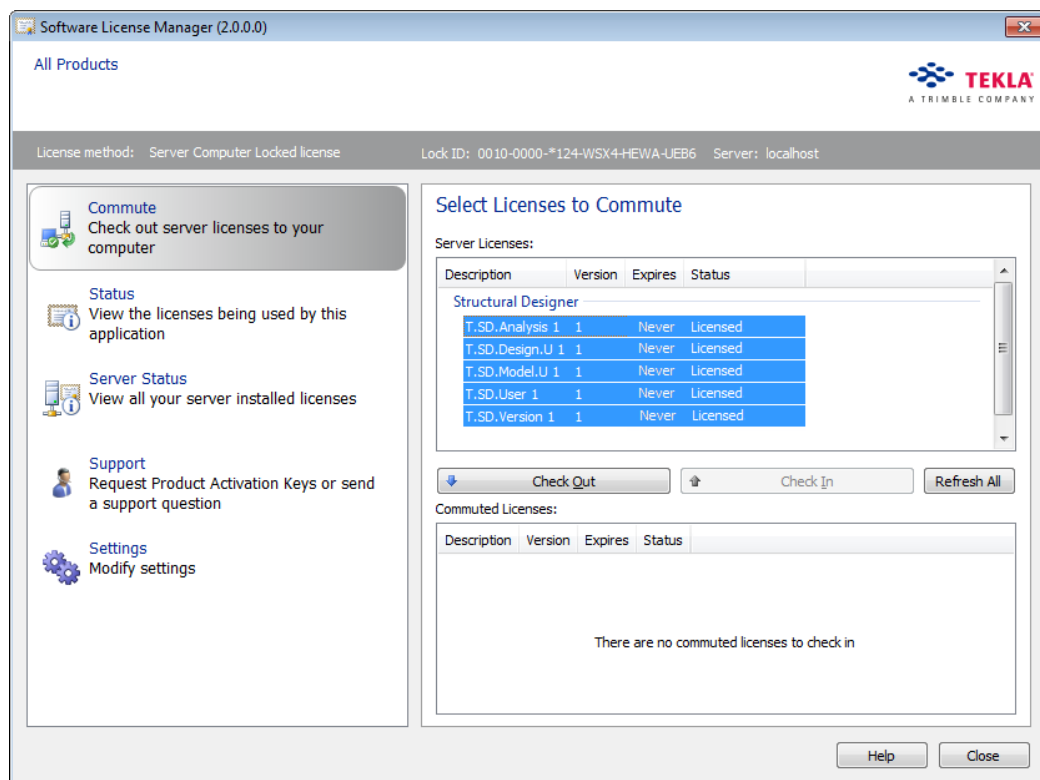 Software License Manager (2.0.0.0)
All Products
TEKLA
A TRIMBLE COMPANY
License method: Server Computer Locked license Lock ID: 0010-0000-*124-WSX4-HEWA-UEB6 Server: localhost
Commute
Check out server licenses to your
computer
Status
View the licenses being used by this
application
Server Status
View all your server installed licenses
Support
Request Product Activation Keys or send
a support question
Settings
Modify settings
Select Licenses to Commute
Server Licenses:
Description Version Expires Status
Structural Designer
T.SD.Analysis 1 1 Never Licensed
T.SD.Design.U 1 1 Never Licensed
T.SD.Model.U 1 1 Never Licensed
T.SD.User 1 1 Never Licensed
T.SD.Version 1 1 Never Licensed
Check Out Check In Refresh All
Commuted Licenses:
Description Version Expires Status
There are no commuted licenses to check in
Help Close